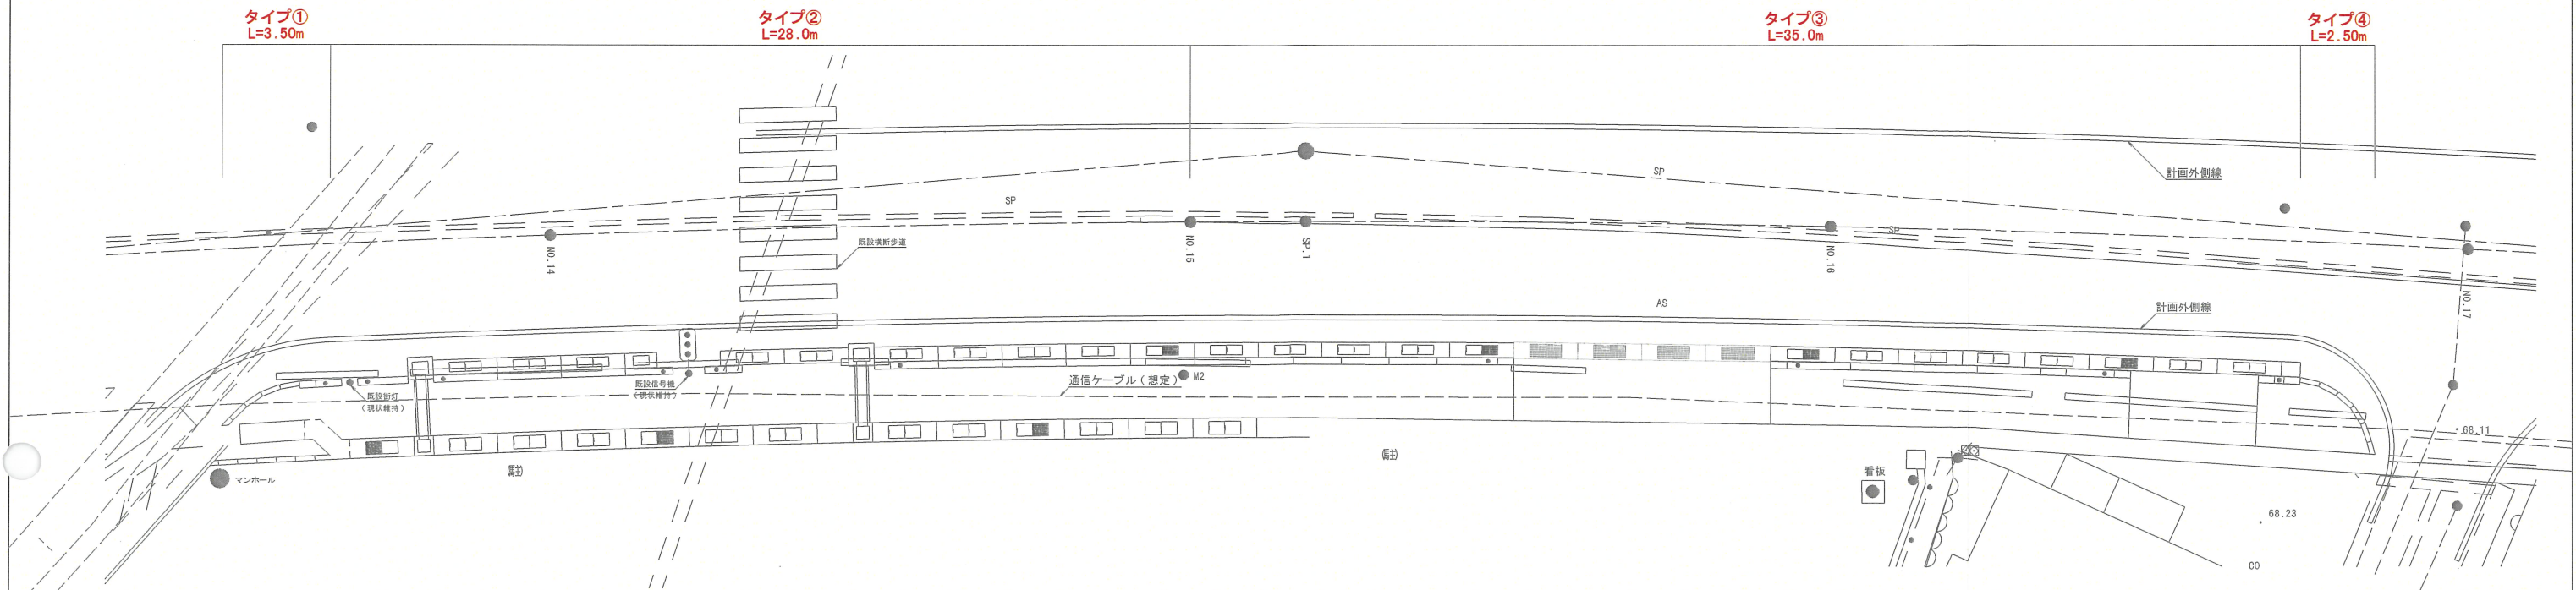 タイプ①
L=3.50m
タイプ②
L=28.0m
タイプ③
L=35.0m
タイプ④
L=2.50m
計画外側線
SP
SP
SP
NO.14
既設横断歩道
NO.15
SP.1
NO.16
NO.17
AS
計画外側線
既設街灯
(現状維持)
既設信号機
(現状維持)
通信ケーブル(想定)
M2
68.11
マンホール
看板
68.23
CO